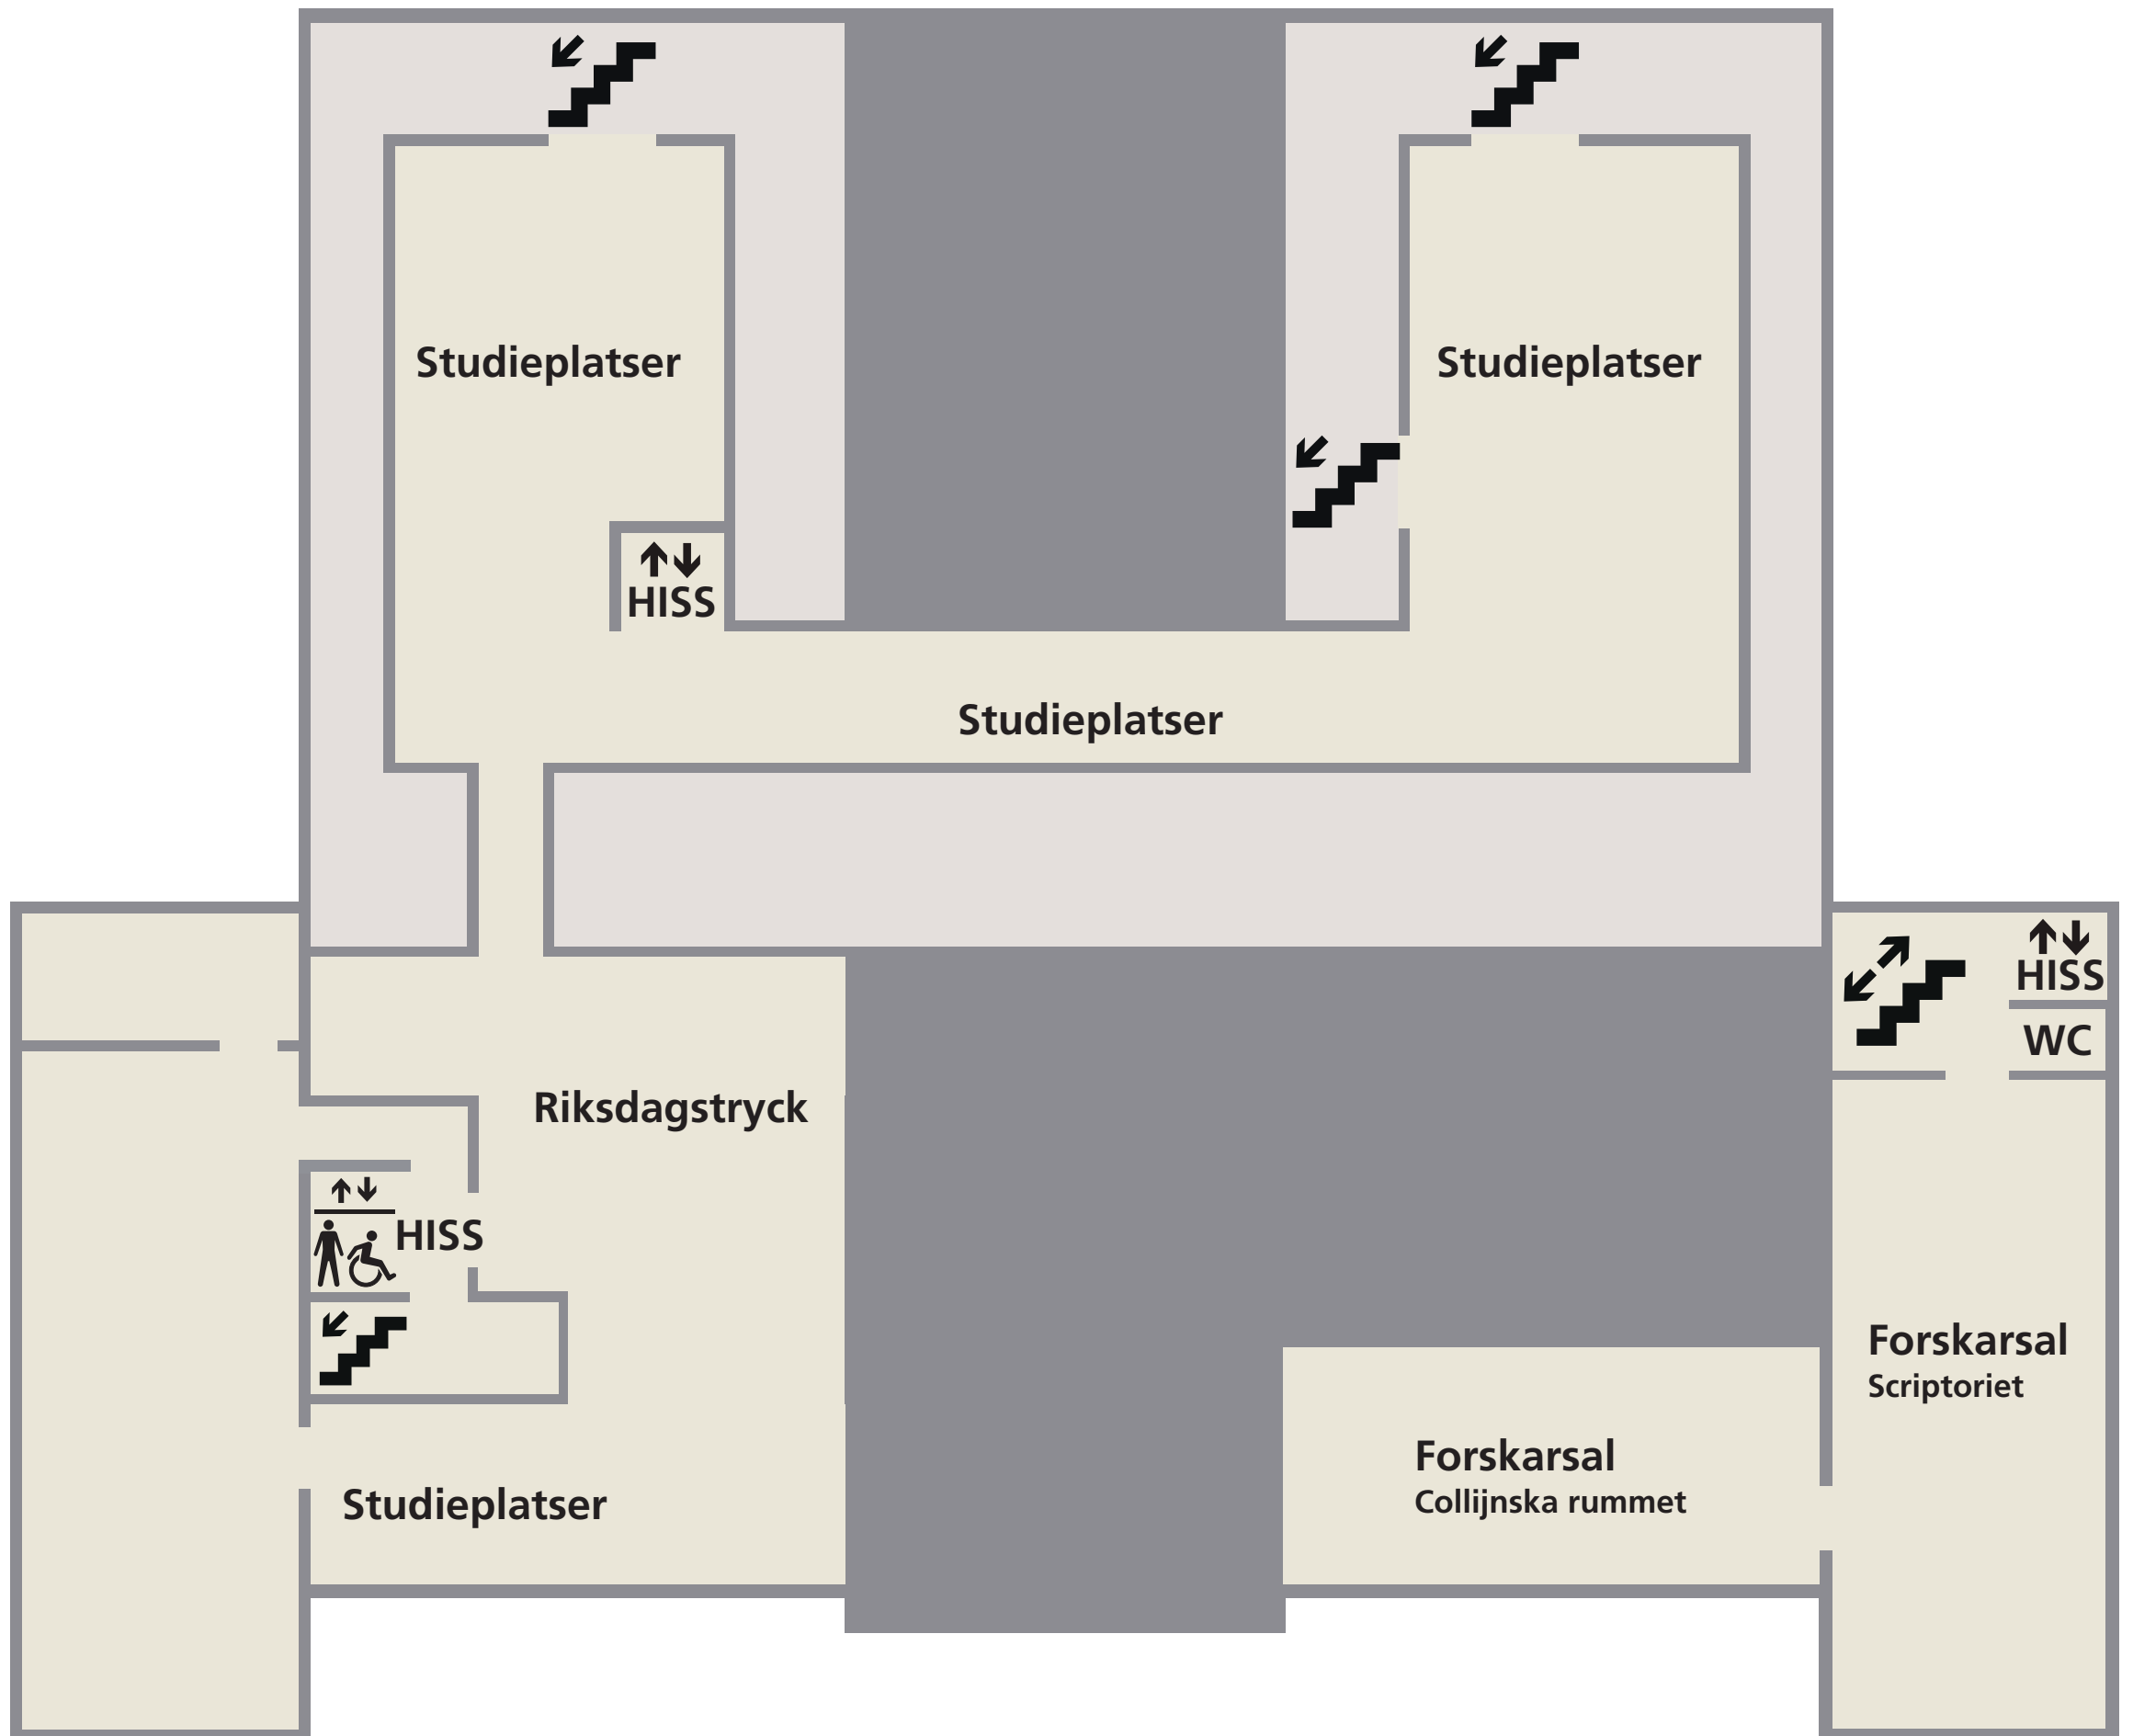 Studieplatser
Studieplatser
HISS
Studieplatser
HISS
WC
Riksdagstryck
HISS
Forskarsal
Scriptoriet
Forskarsal
Collijnska rummet
Studieplatser